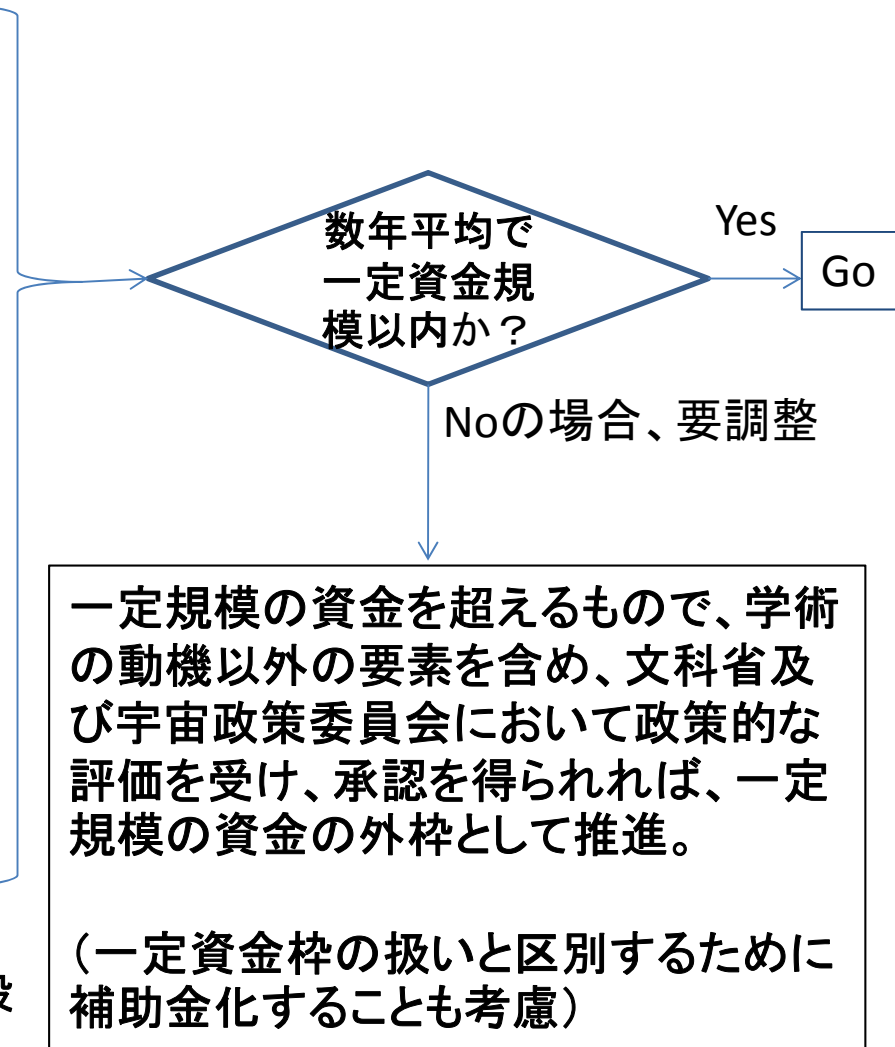 数年平均で
一定資金規
模以内か？
Yes
Go
Noの場合、要調整
一定規模の資金を超えるもので、学術
の動機以外の要素を含め、文科省及
び宇宙政策委員会において政策的な
評価を受け、承認を得られれば、一定
規模の資金の外枠として推進。
（一定資金枠の扱いと区別するために
補助金化することも考慮）